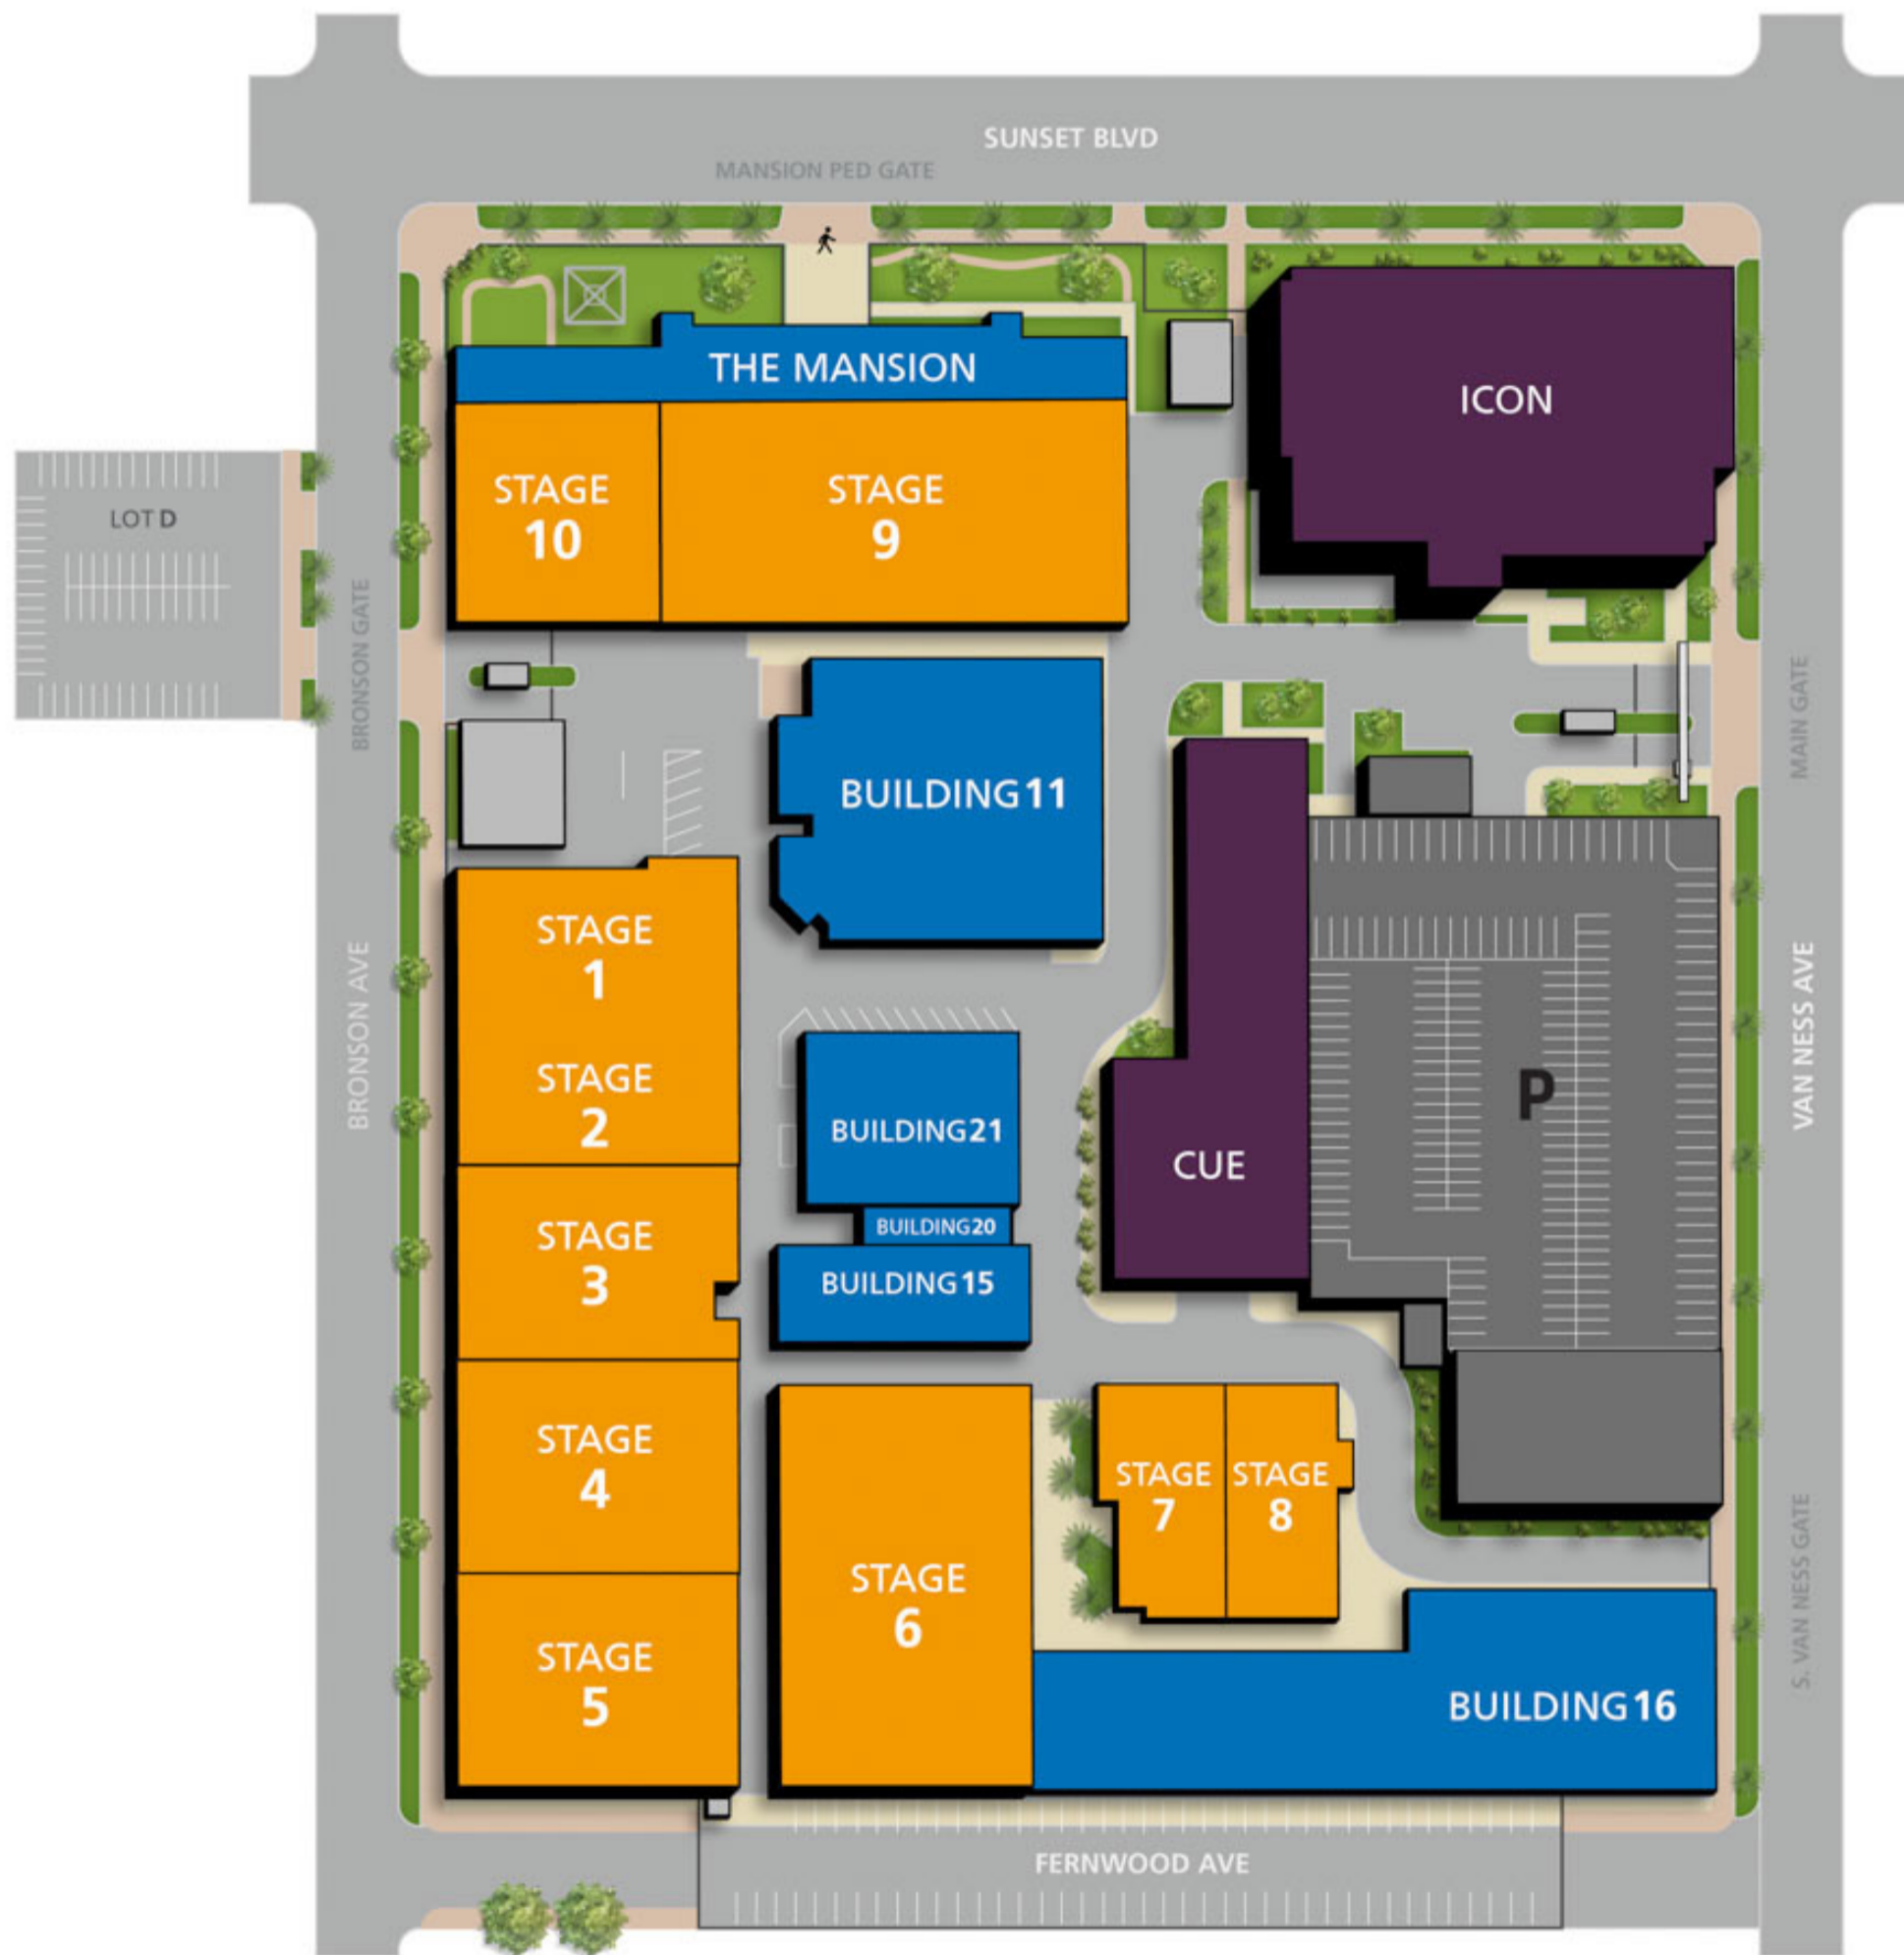 SUNSET BLVD
MANSION PED GATE
THE MANSION
ICON
STAGE
10
STAGE
9
LOT D
BRONSON GATE
MAIN GATE
BUILDING 11
STAGE
1
BRONSON AVE
VAN NESS AVE
STAGE
2
BUILDING 21
P
CUE
BUILDING 20
STAGE
3
BUILDING 15
STAGE
4
STAGE
7
STAGE
8
STAGE
6
S. VAN NESS GATE
STAGE
5
BUILDING 16
FERNWOOD AVE